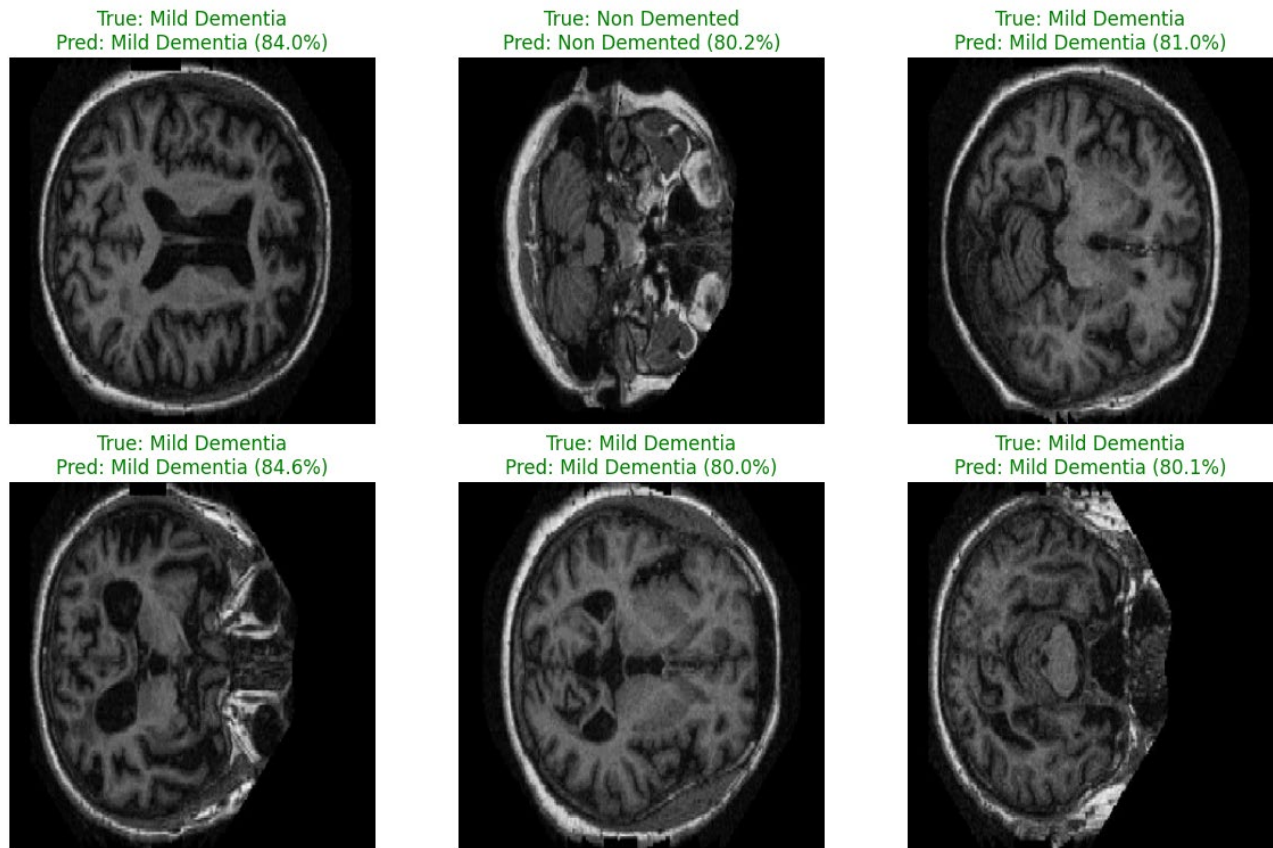 True: Mild Dementia
Pred: Mild Dementia (84.0%)
True: Non Demented
Pred: Non Demented (80.2%)
True: Mild Dementia
Pred: Mild Dementia (81.0%)
True: Mild Dementia
Pred: Mild Dementia (84.6%)
True: Mild Dementia
Pred: Mild Dementia (80.0%)
True: Mild Dementia
Pred: Mild Dementia (80.1%)